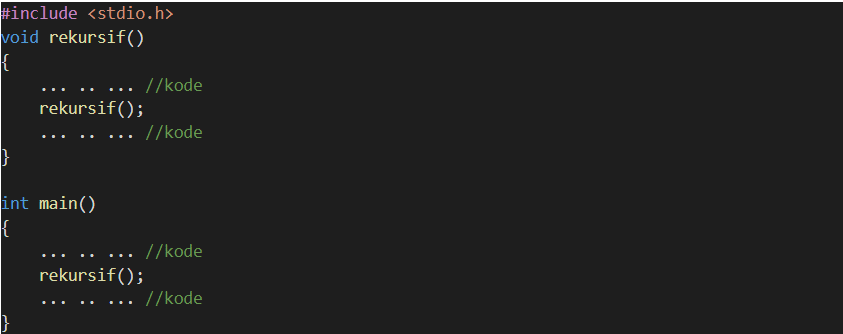 #include <stdio.h>
void rekursif()
{
    ... .. ... //kode
    rekursif();
    ... .. ... //kode
}

int main()
{
    ... .. ... //kode
    rekursif();
    ... .. ... //kode
}